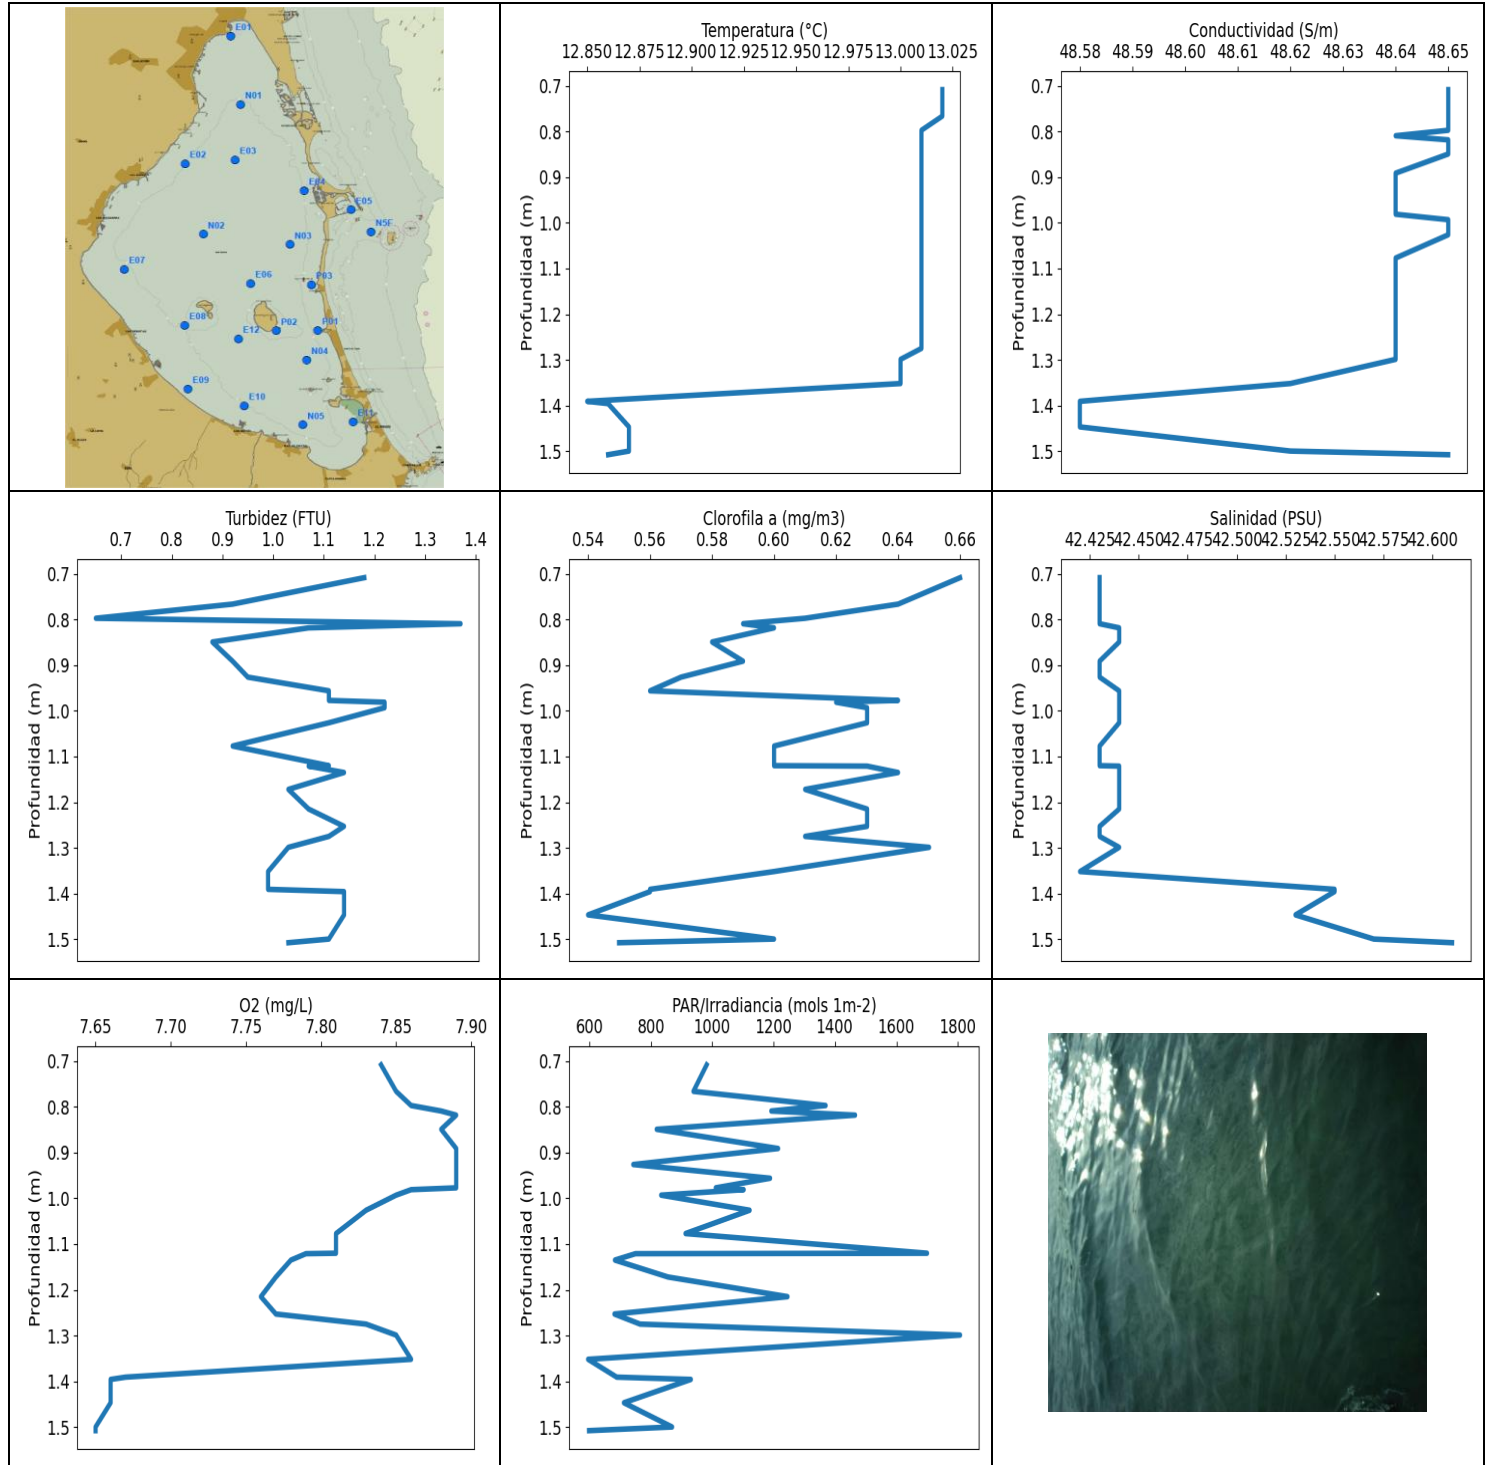 E01
N01
E02
E03
E04
E05
N5F
N02
N03
E07
E06
P03
E08
E12
P02
P01
N04
E09
E10
N05
E11
Temperatura (°C)
12.850 12.875 12.900 12.925 12.950 12.975 13.000 13.025
Profundidad (m)
0.7
0.8
0.9
1.0
1.1
1.2
1.3
1.4
1.5
Conductividad (S/m)
48.58 48.59 48.60 48.61 48.62 48.63 48.64 48.65
Profundidad (m)
0.7
0.8
0.9
1.0
1.1
1.2
1.3
1.4
1.5
Turbidez (FTU)
0.7 0.8 0.9 1.0 1.1 1.2 1.3 1.4
Profundidad (m)
0.7
0.8
0.9
1.0
1.1
1.2
1.3
1.4
1.5
Clorofila a (mg/m3)
0.54 0.56 0.58 0.60 0.62 0.64 0.66
Profundidad (m)
0.7
0.8
0.9
1.0
1.1
1.2
1.3
1.4
1.5
Salinidad (PSU)
42.425 42.450 42.475 42.500 42.525 42.550 42.575 42.600
Profundidad (m)
0.7
0.8
0.9
1.0
1.1
1.2
1.3
1.4
1.5
O2 (mg/L)
7.65 7.70 7.75 7.80 7.85 7.90
Profundidad (m)
0.7
0.8
0.9
1.0
1.1
1.2
1.3
1.4
1.5
PAR/Irradiancia (mols 1m-2)
600 800 1000 1200 1400 1600 1800
Profundidad (m)
0.7
0.8
0.9
1.0
1.1
1.2
1.3
1.4
1.5